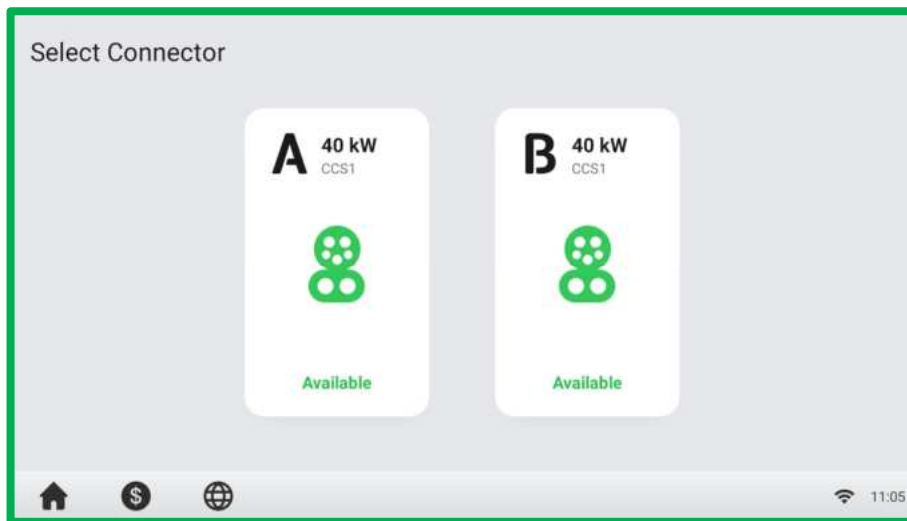 Select Connector
A
40 kW
CCS1
Available
B
40 kW
CCS1
Available
$
11:05